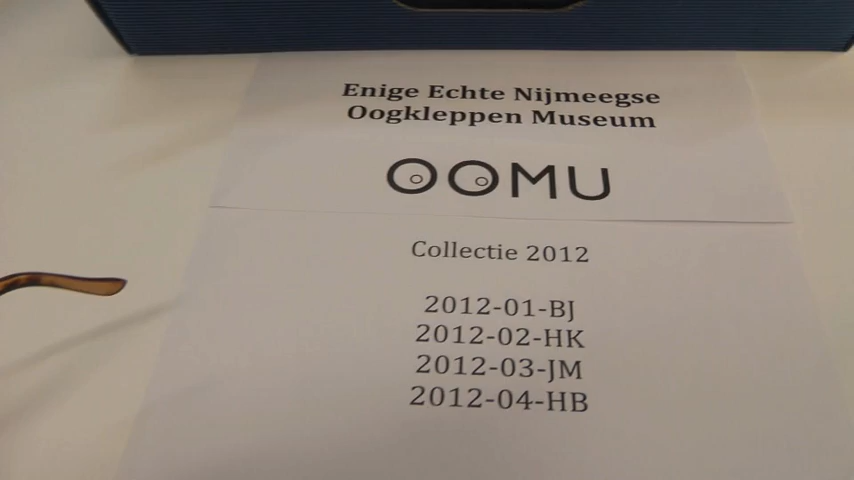 Enige Echte Nijmeegse
Oogkleppen Museum
OOMU
Collectie 2012
2012-01-BJ
2012-02-HK
2012-03-JM
2012-04-HB